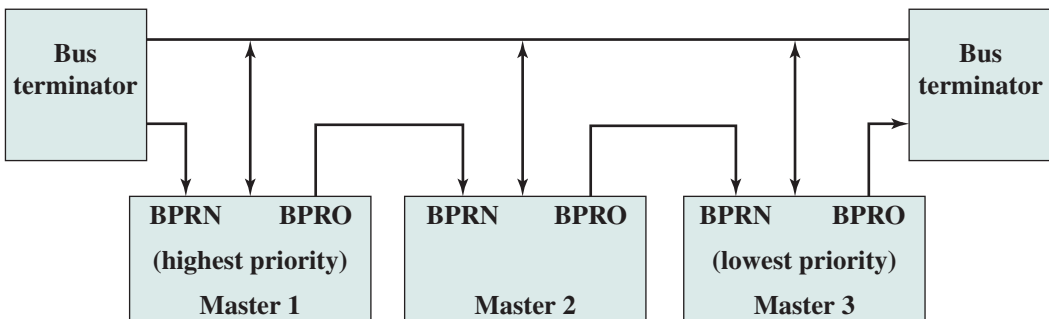 Bus
terminator
Bus
terminator
BPRN BPRO
(highest priority)
Master 1
BPRN BPRO
Master 2
BPRN BPRO
(lowest priority)
Master 3